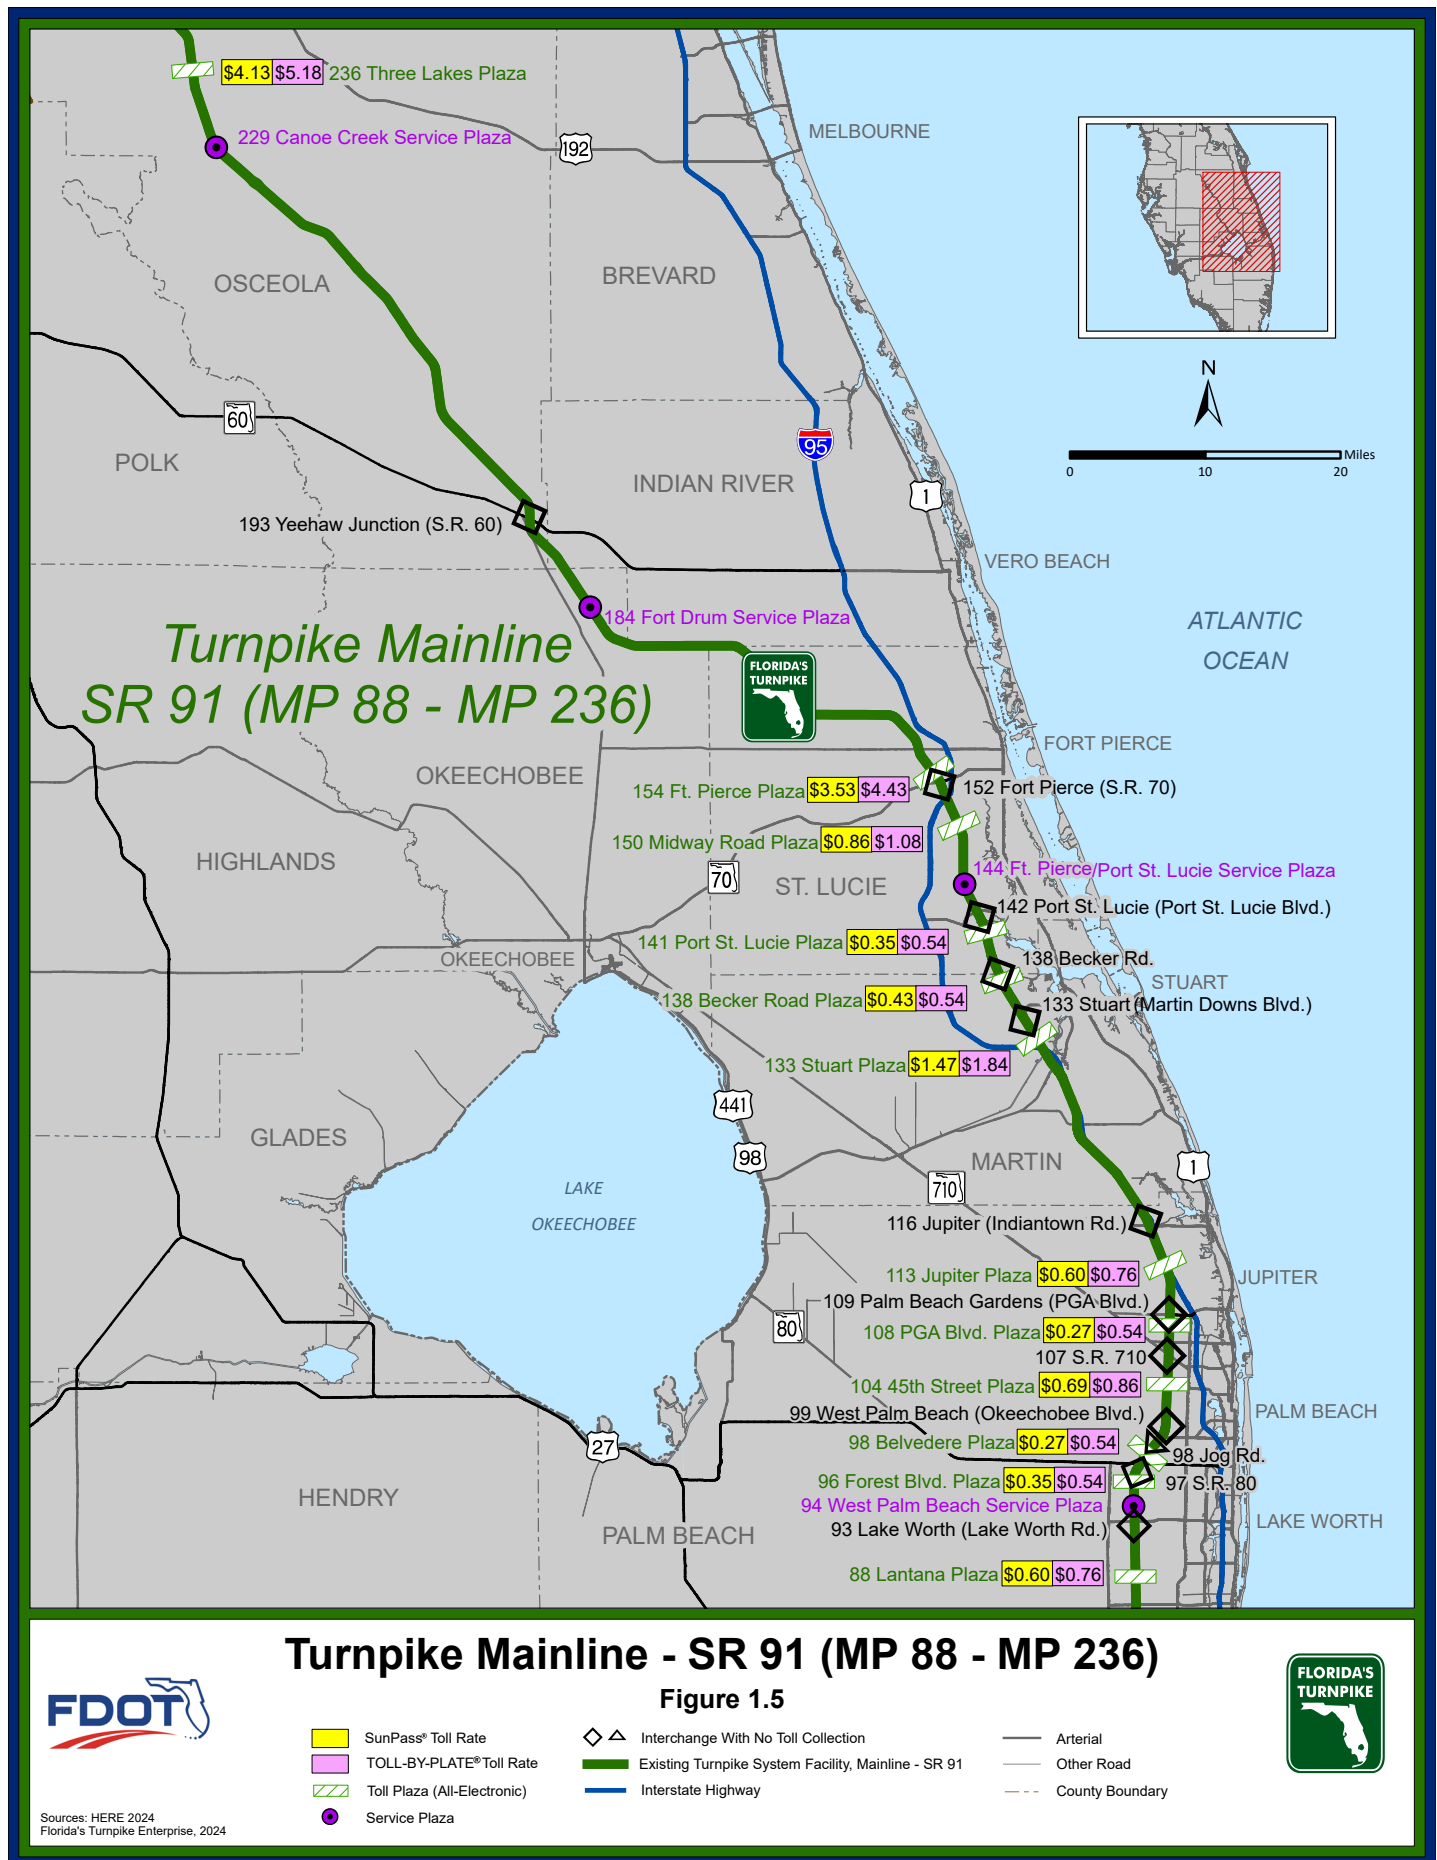 $4.13 $5.18 236 Three Lakes Plaza
229 Canoe Creek Service Plaza
192
MELBOURNE
OSCEOLA
BREVARD
N
60
95
Miles
0 10 20
POLK
INDIAN RIVER
1
193 Yeehaw Junction (S.R. 60)
VERO BEACH
184 Fort Drum Service Plaza
ATLANTIC
OCEAN
Turnpike Mainline
SR 91 (MP 88 - MP 236)
FLORIDA'S
TURNPIKE
FORT PIERCE
OKEECHOBEE
154 Ft. Pierce Plaza $3.53 $4.43
152 Fort Pierce (S.R. 70)
150 Midway Road Plaza $0.86 $1.08
HIGHLANDS
70
ST. LUCIE
144 Ft. Pierce/Port St. Lucie Service Plaza
142 Port St. Lucie (Port St. Lucie Blvd.)
141 Port St. Lucie Plaza $0.35 $0.54
OKEECHOBEE
138 Becker Rd.
STUART
138 Becker Road Plaza $0.43 $0.54
133 Stuart (Martin Downs Blvd.)
133 Stuart Plaza $1.47 $1.84
441
GLADES
98
MARTIN
1
710
LAKE
OKEECHOBEE
116 Jupiter (Indiantown Rd.)
113 Jupiter Plaza $0.60 $0.76
JUPITER
109 Palm Beach Gardens (PGA Blvd.)
80
108 PGA Blvd. Plaza $0.27 $0.54
107 S.R. 710
104 45th Street Plaza $0.69 $0.86
99 West Palm Beach (Okeechobee Blvd.)
PALM BEACH
27
98 Belvedere Plaza $0.27 $0.54
98 Jog Rd.
96 Forest Blvd. Plaza $0.35 $0.54
97 S.R. 80
HENDRY
94 West Palm Beach Service Plaza
PALM BEACH
93 Lake Worth (Lake Worth Rd.)
LAKE WORTH
88 Lantana Plaza $0.60 $0.76
Turnpike Mainline - SR 91 (MP 88 - MP 236)
Figure 1.5
FDOT
FLORIDA'S
TURNPIKE
SunPass® Toll Rate
TOLL-BY-PLATE® Toll Rate
Toll Plaza (All-Electronic)
Service Plaza
Interchange With No Toll Collection
Existing Turnpike System Facility, Mainline - SR 91
Interstate Highway
Arterial
Other Road
County Boundary
Sources: HERE 2024
Florida's Turnpike Enterprise, 2024